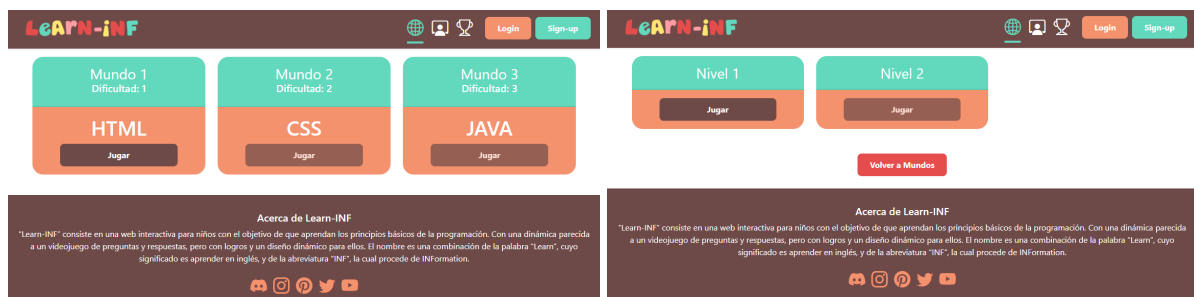 LeARN-iNF
Login
Sign-up
Mundo 1
Dificultad: 1
HTML
Jugar
Mundo 2
Dificultad: 2
CSS
Jugar
Mundo 3
Dificultad: 3
JAVA
Jugar
Acerca de Learn-INF
"Learn-INF" consiste en una web interactiva para niños con el objetivo de que aprendan los principios básicos de la programación. Con una dinámica parecida
a un videojuego de preguntas y respuestas, pero con logros y un diseño dinámico para ellos. El nombre es una combinación de la palabra "Learn", cuyo
significado es aprender en inglés, y de la abreviatura "INF", la cual procede de INFormation.
LeARN-iNF
Login
Sign-up
Nivel 1
Jugar
Nivel 2
Jugar
Volver a Mundos
Acerca de Learn-INF
"Learn-INF" consiste en una web interactiva para niños con el objetivo de que aprendan los principios básicos de la programación. Con una dinámica parecida
a un videojuego de preguntas y respuestas, pero con logros y un diseño dinámico para ellos. El nombre es una combinación de la palabra "Learn", cuyo
significado es aprender en inglés, y de la abreviatura "INF", la cual procede de INFormation.